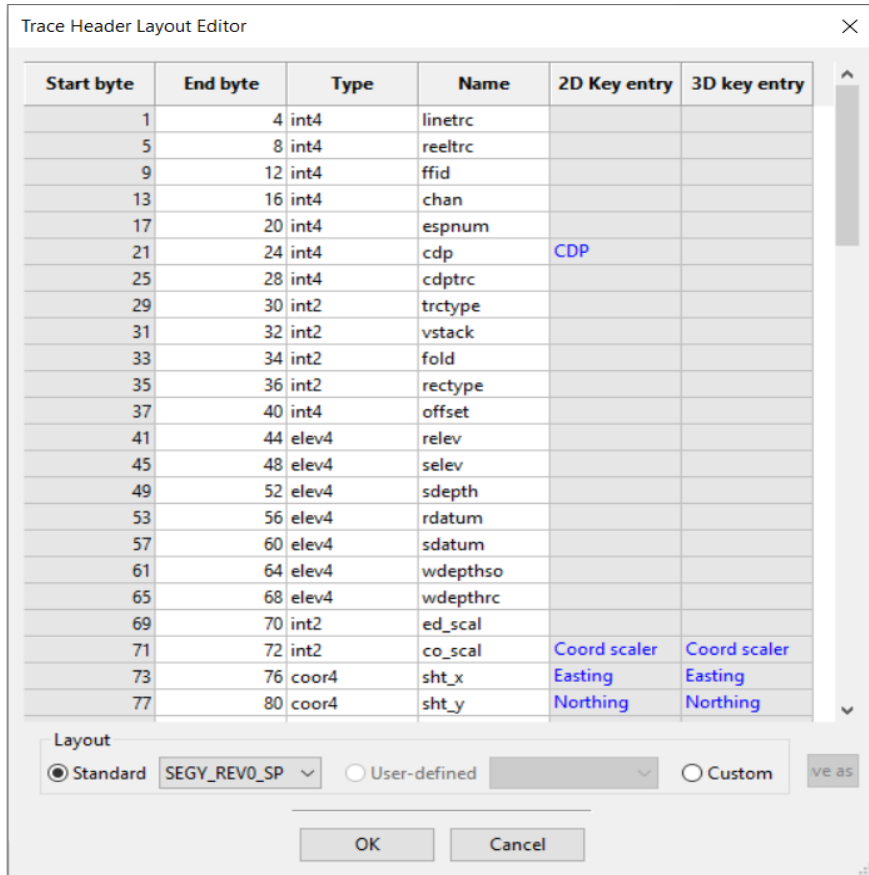 Trace Header Layout Editor
Start byte End byte Type Name 2D Key entry 3D key entry
1 4 int4 linetrc
5 8 int4 reeltrc
9 12 int4 ffid
13 16 int4 chan
17 20 int4 espnum
21 24 int4 cdp CDP
25 28 int4 cdptrc
29 30 int2 trctype
31 32 int2 vstack
33 34 int2 fold
35 36 int2 rectype
37 40 int4 offset
41 44 elev4 relev
45 48 elev4 selev
49 52 elev4 sdepth
53 56 elev4 rdatum
57 60 elev4 sdatum
61 64 elev4 wdepthso
65 68 elev4 wdepthrc
69 70 int2 ed_scal
71 72 int2 co_scal Coord scaler Coord scaler
73 76 coor4 sht_x Easting Easting
77 80 coor4 sht_y Northing Northing
Layout
Standard SEGY_REV0_SP User-defined Custom ve as
OK Cancel